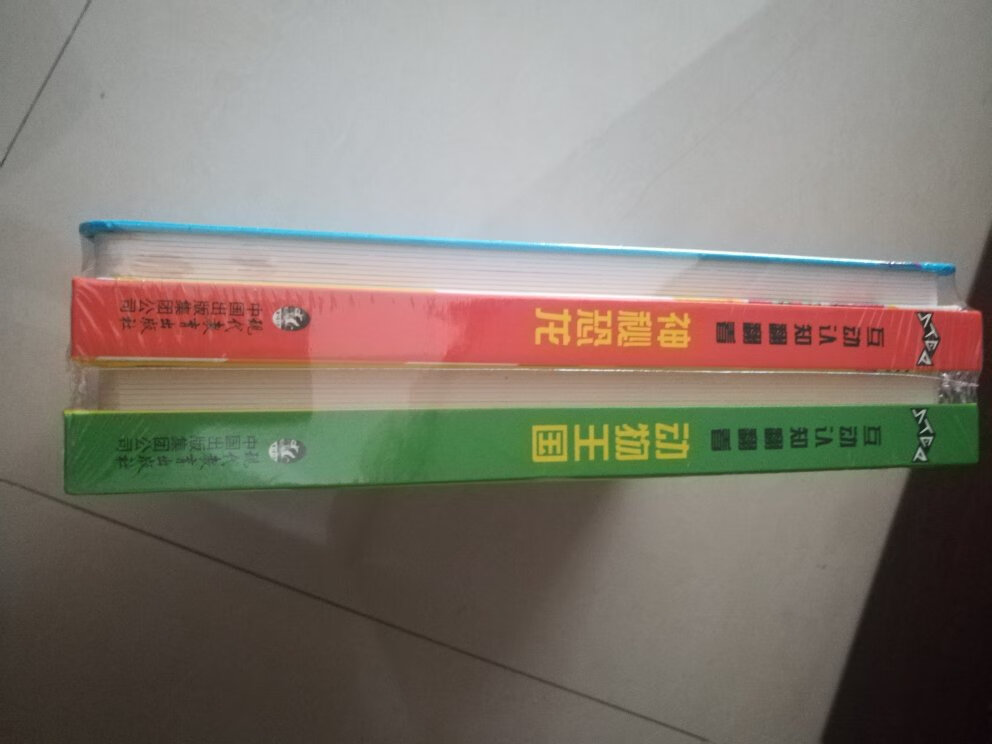 互动认知翻翻看 神秘恐龙 中国出版集团公司 现代教育出版社
互动认知翻翻看 动物王国 中国出版集团公司 现代教育出版社